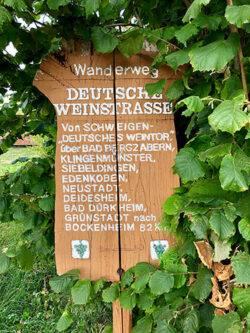 Wanderweg
DEUTSCHE
WEINSTRASSE
Von SCHWEIGEN-
„DEUTSCHES WEINTOR",
über BAD BERGZABERN,
KLINGENMÜNSTER,
SIEBELDINGEN,
EDENKOBEN,
NEUSTADT,
DEIDESHEIM,
BAD DÜRKHEIM,
GRÜNSTADT nach
BOCKENHEIM 82 K